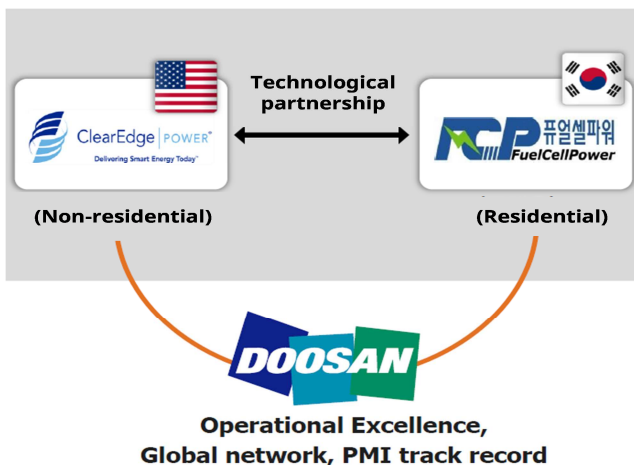 Technological
partnership
ClearEdge POWER®
Delivering Smart Energy Today™
FCP 퓨얼셀파워
FuelCellPower
(Non-residential)
(Residential)
DOOSAN
Operational Excellence,
Global network, PMI track record